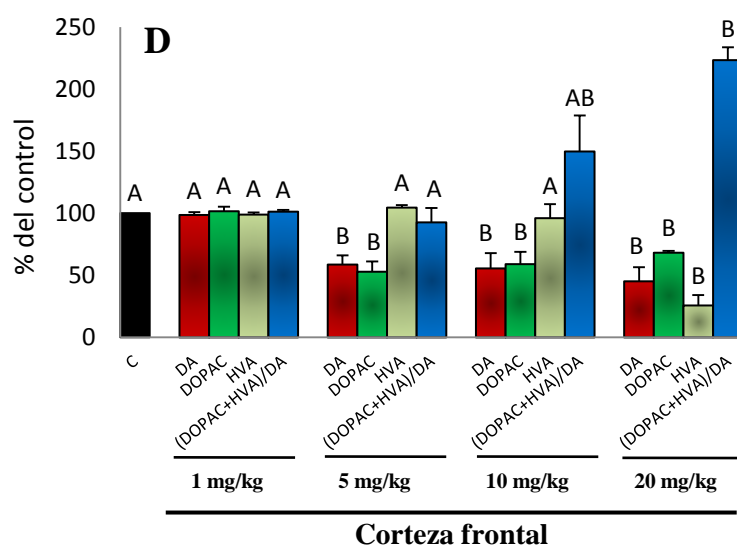 D
% del control
250
200
150
100
50
0
A
A A A A
B B A A
B B A AB
B B B B
C
DA DOPAC HVA (DOPAC+HVA)/DA
DA DOPAC HVA (DOPAC+HVA)/DA
DA DOPAC HVA (DOPAC+HVA)/DA
DA DOPAC HVA (DOPAC+HVA)/DA
1 mg/kg 5 mg/kg 10 mg/kg 20 mg/kg
Corteza frontal